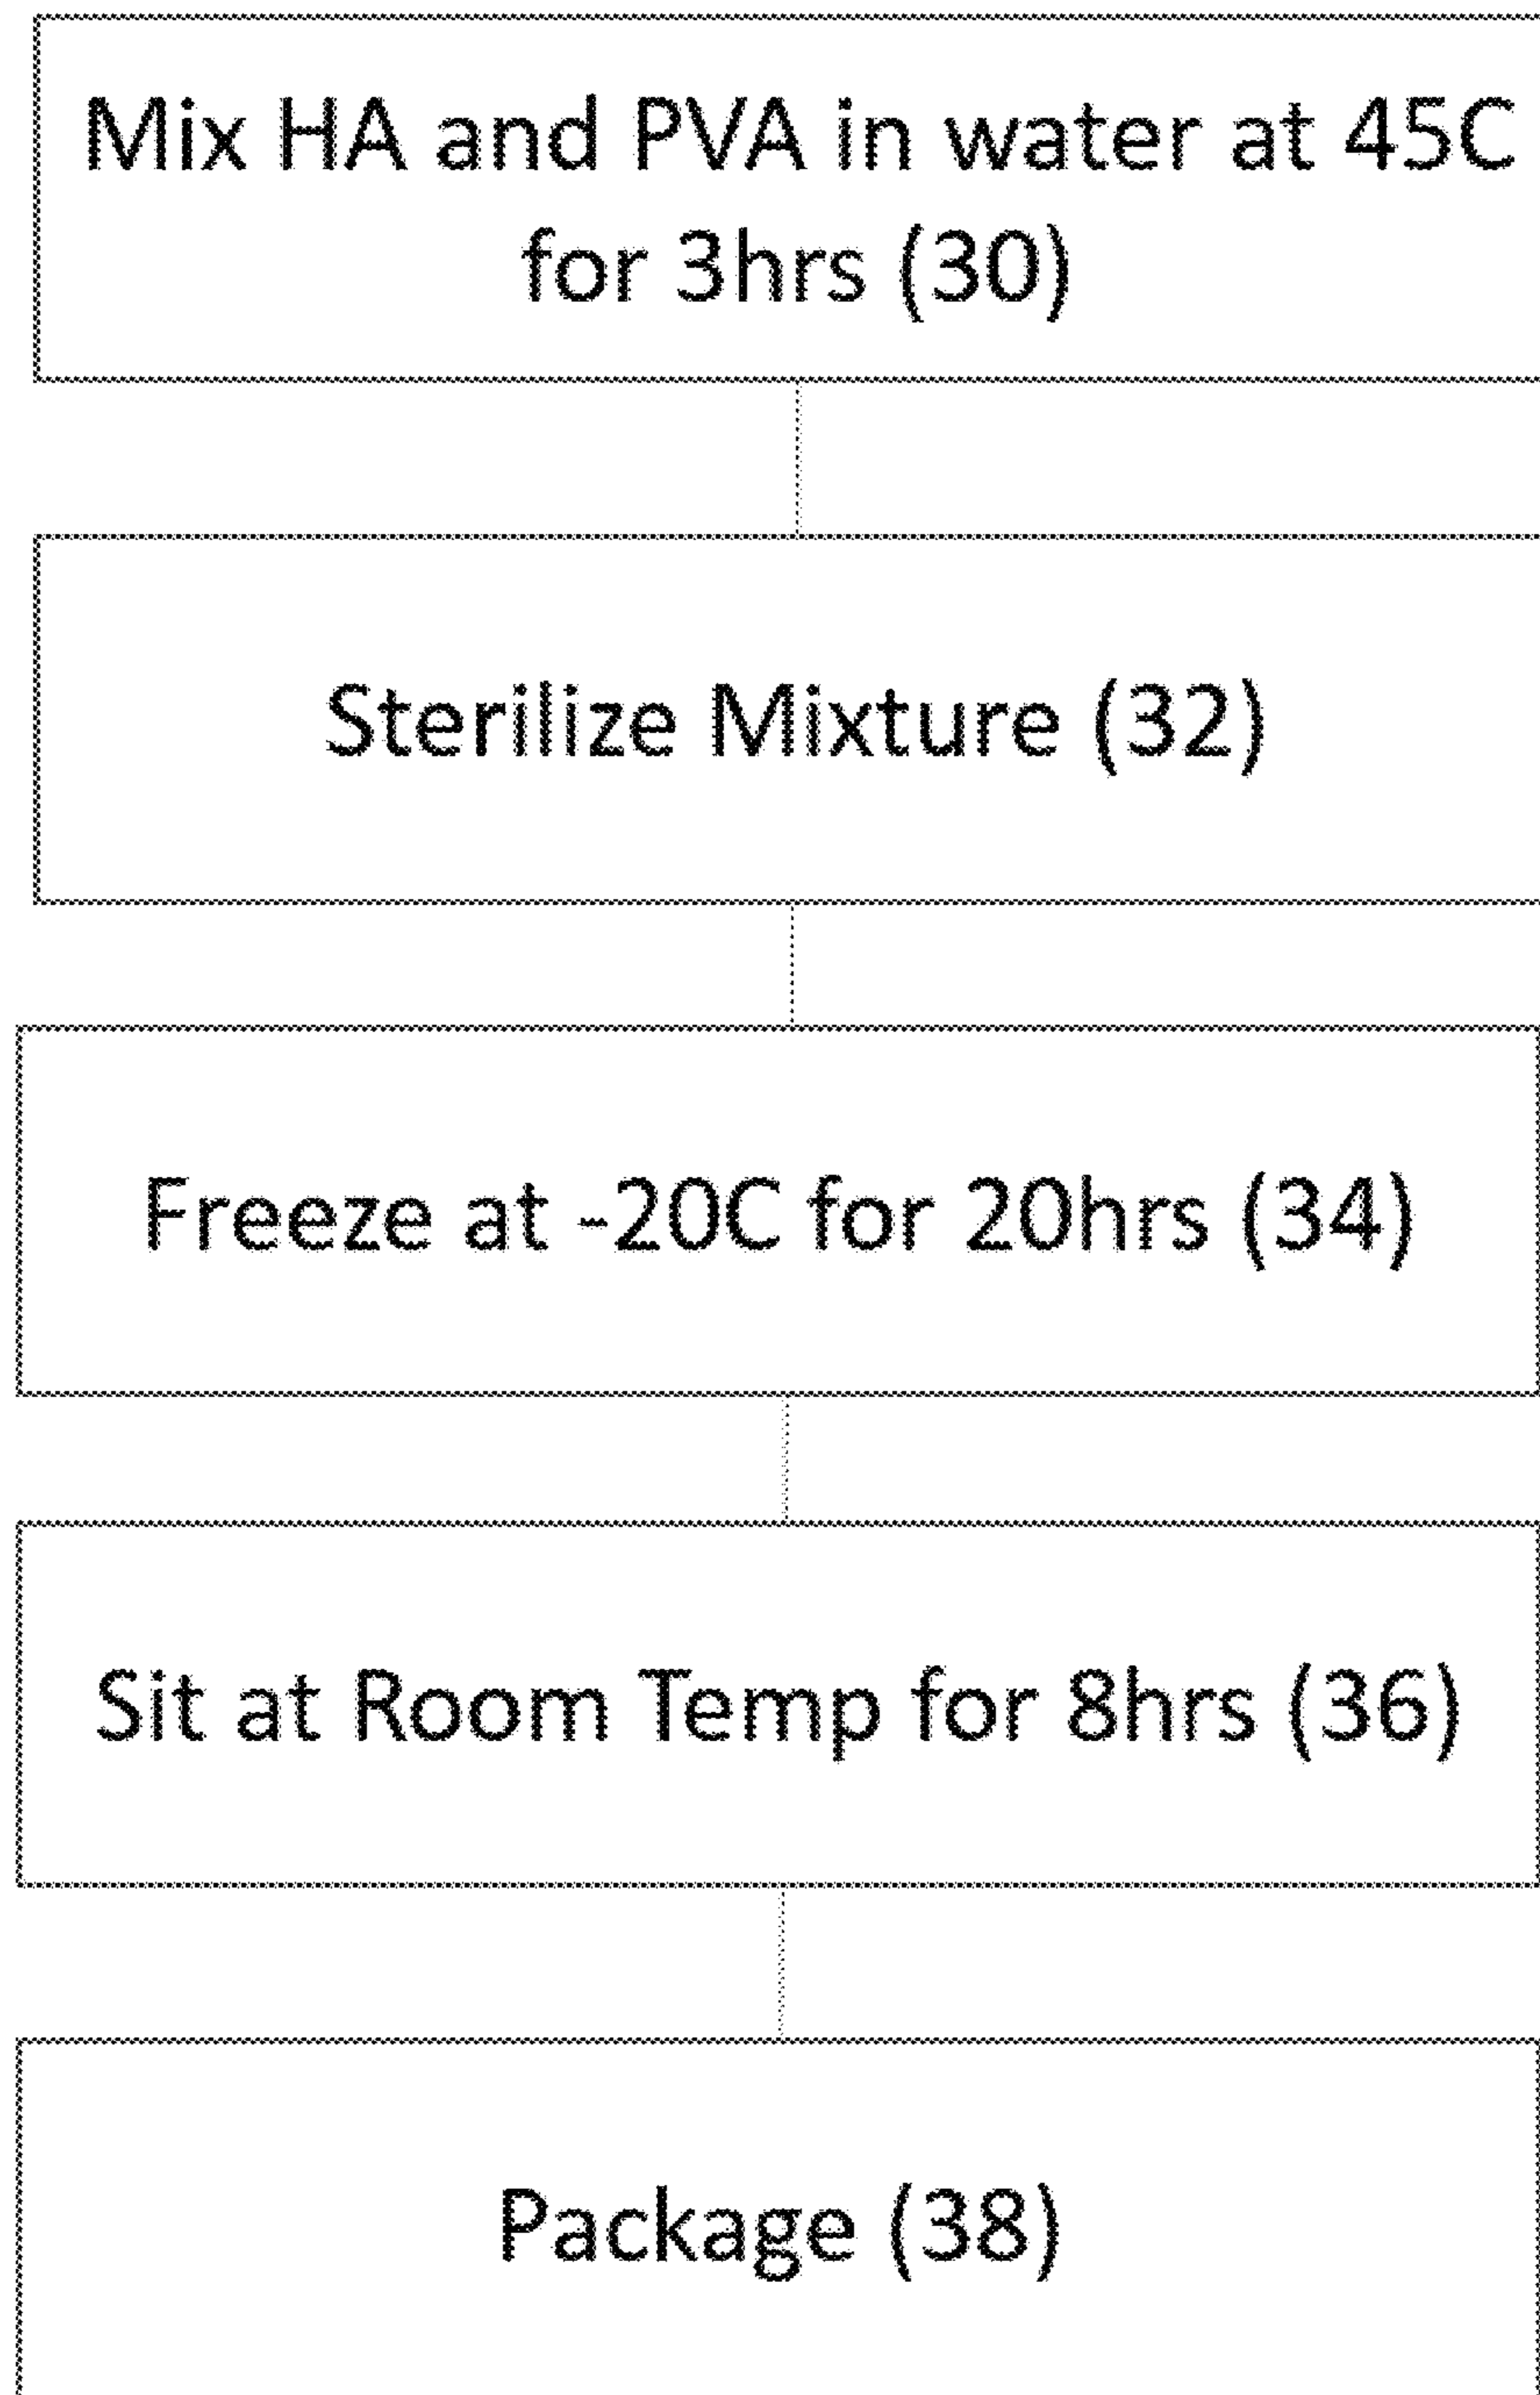 Mix HA and PVA in water at 45C
for 3hrs (30)
Sterilize Mixture (32)
Freeze at -20C for 20hrs (34)
Sit at Room Temp for 8hrs (36)
Package (38)